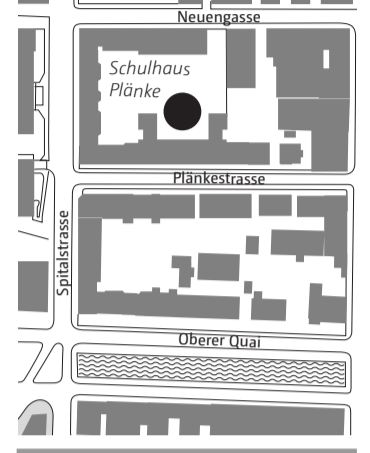 Neuengasse
Schulhaus
Plänke
Plänkestrasse
Spitalstrasse
Oberer Quai